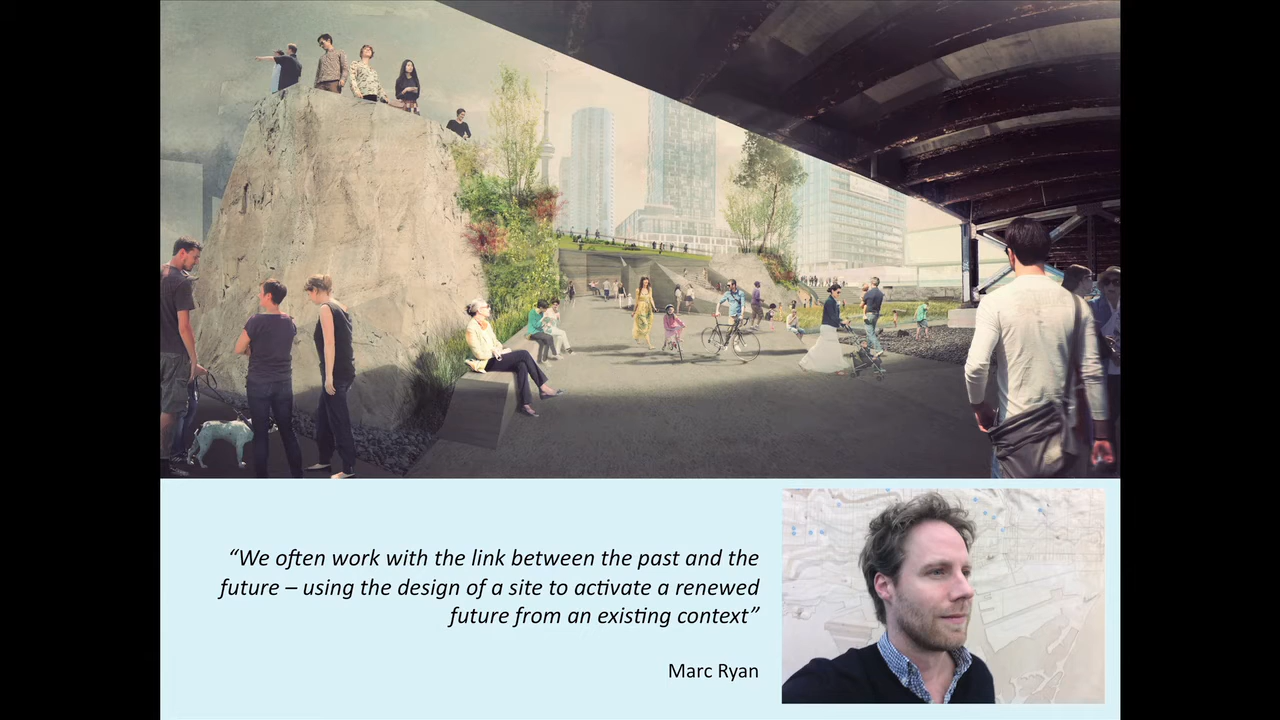 “We often work with the link between the past and the
future – using the design of a site to activate a renewed
future from an existing context”
Marc Ryan